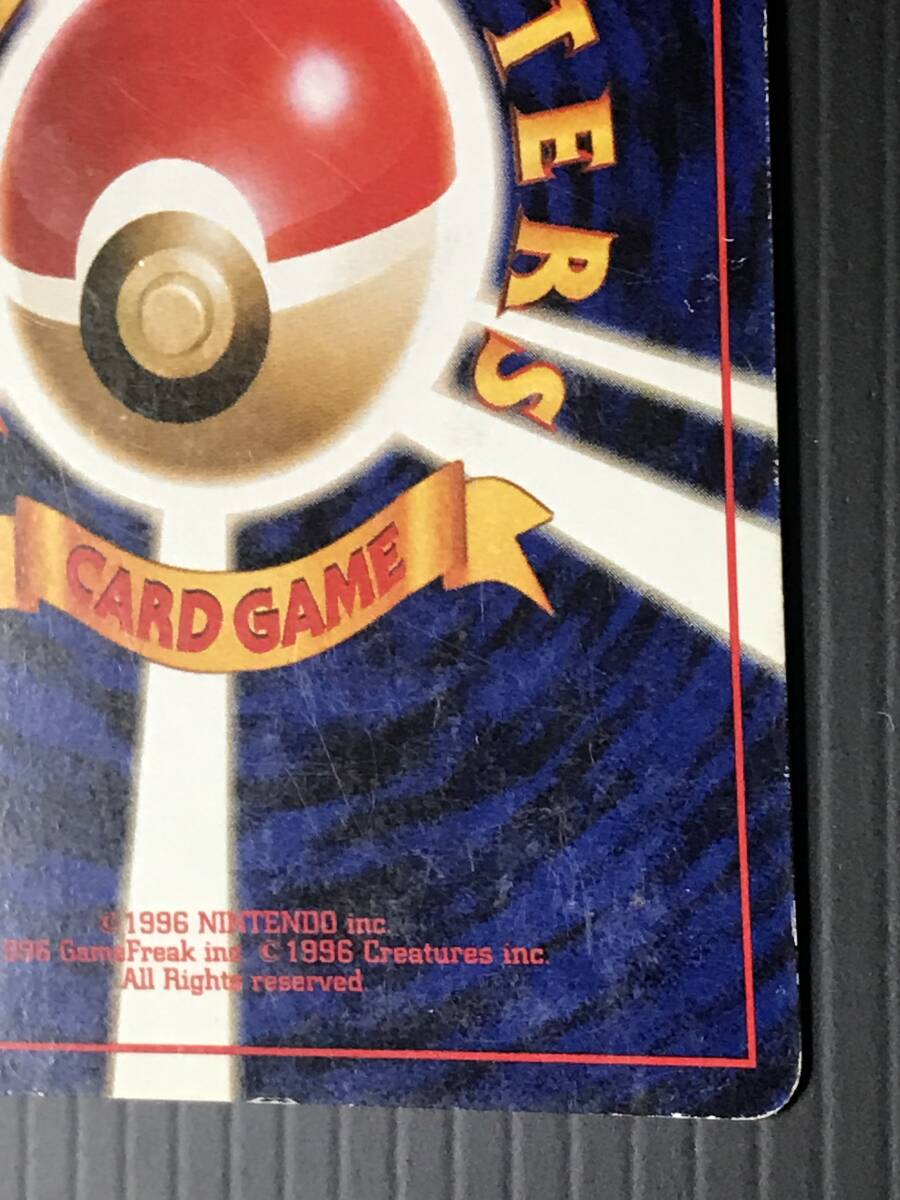 TERS
CARD GAME
©1996 NINTENDO inc.
996 GameFreak inc. ©1996 Creatures inc.
All Rights reserved.